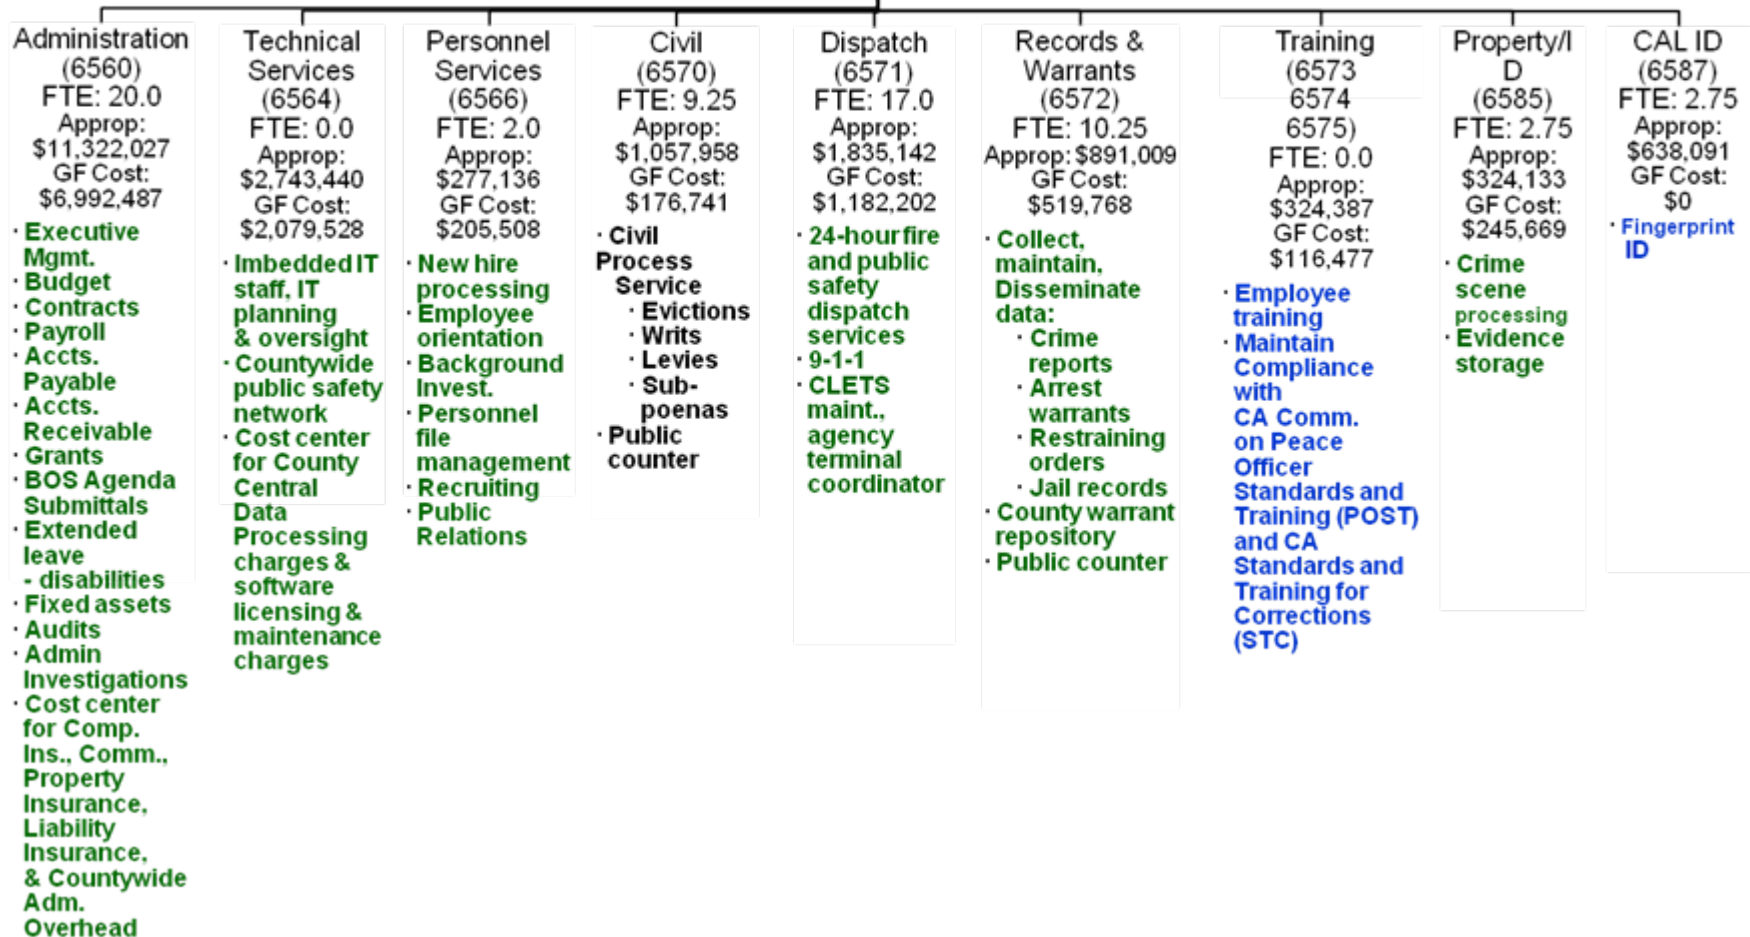 Administration
(6560)
FTE: 20.0
Approp:
$11,322,027
GF Cost:
$6,992,487
· Executive
Mgmt.
· Budget
· Contracts
· Payroll
· Accts.
Payable
· Accts.
Receivable
· Grants
· BOS Agenda
Submittals
· Extended
leave
- disabilities
· Fixed assets
· Audits
· Admin
Investigations
· Cost center
for Comp.
Ins., Comm.,
Property
Insurance,
Liability
Insurance,
& Countywide
Adm.
Overhead
Technical
Services
(6564)
FTE: 0.0
Approp:
$2,743,440
GF Cost:
$2,079,528
· Imbedded IT
staff, IT
planning
& oversight
· Countywide
public safety
network
· Cost center
for County
Central
Data
Processing
charges &
software
licensing &
maintenance
charges
Personnel
Services
(6566)
FTE: 2.0
Approp:
$277,136
GF Cost:
$205,508
· New hire
processing
· Employee
orientation
· Background
Invest.
· Personnel
file
management
· Recruiting
· Public
Relations
Civil
(6570)
FTE: 9.25
Approp:
$1,057,958
GF Cost:
$176,741
· Civil
Process
Service
· Evictions
· Writs
· Levies
· Sub-
poenas
· Public
counter
Dispatch
(6571)
FTE: 17.0
Approp:
$1,835,142
GF Cost:
$1,182,202
· 24-hour fire
and public
safety
dispatch
services
· 9-1-1
· CLETS
maint.,
agency
terminal
coordinator
Records &
Warrants
(6572)
FTE: 10.25
Approp: $891,009
GF Cost:
$519,768
· Collect,
maintain,
Disseminate
data:
· Crime
reports
· Arrest
warrants
· Restraining
orders
· Jail records
· County warrant
repository
· Public counter
Training
(6573
6574
6575)
FTE: 0.0
Approp:
$324,387
GF Cost:
$116,477
· Employee
training
· Maintain
Compliance
with
CA Comm.
on Peace
Officer
Standards and
Training (POST)
and CA
Standards and
Training for
Corrections
(STC)
Property/I
D
(6585)
FTE: 2.75
Approp:
$324,133
GF Cost:
$245,669
· Crime
scene
processing
· Evidence
storage
CAL ID
(6587)
FTE: 2.75
Approp:
$638,091
GF Cost:
$0
· Fingerprint
ID